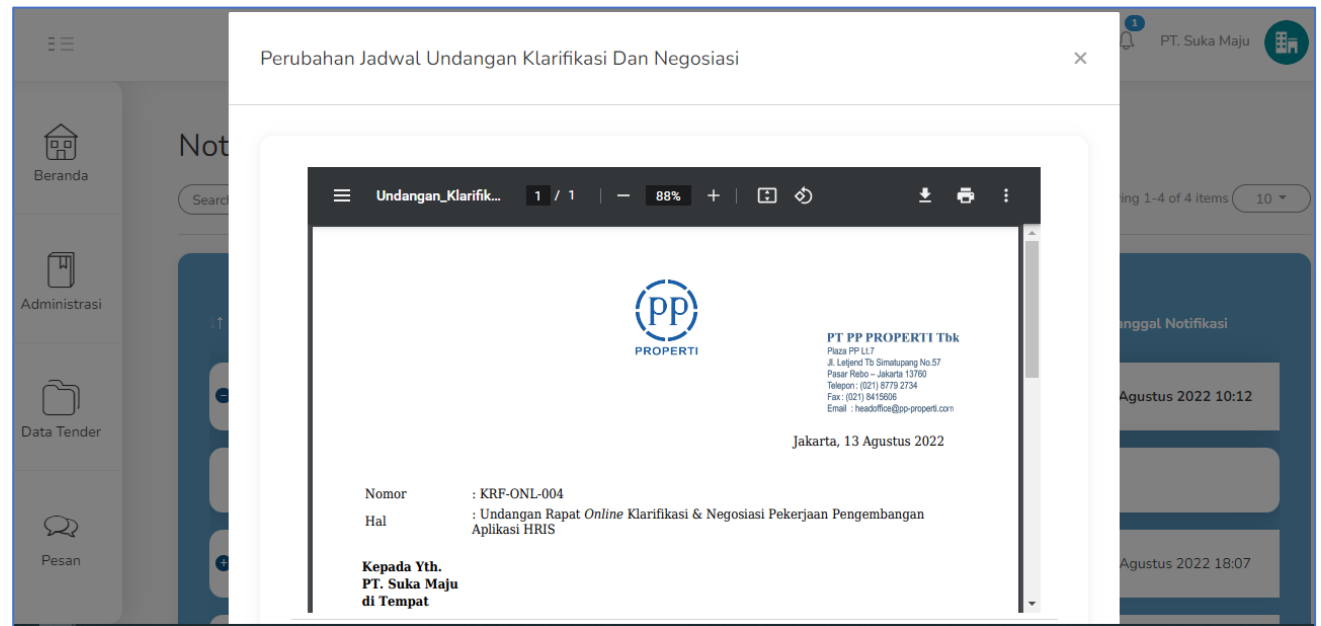 Perubahan Jadwal Undangan Klarifikasi Dan Negosiasi
×
1
PT. Suka Maju
Beranda
Administrasi
Data Tender
Pesan
Not
Search
ing 1-4 of 4 items
10
anggal Notifikasi
Agustus 2022 10:12
Agustus 2022 18:07
Undangan_Klarifik... 1 / 1 | − 88% + |
pp
PROPERTI
PT PP PROPERTI Tbk
Plaza PP Lt.7
Jl. Letjend Tb Simatupang No.57
Pasar Rebo – Jakarta 13760
Telepon : (021) 8779 2734
Fax : (021) 8415606
Email : headoffice@pp-properti.com
Jakarta, 13 Agustus 2022
Nomor : KRF-ONL-004
Hal : Undangan Rapat Online Klarifikasi & Negosiasi Pekerjaan Pengembangan
Aplikasi HRIS
Kepada Yth.
PT. Suka Maju
di Tempat